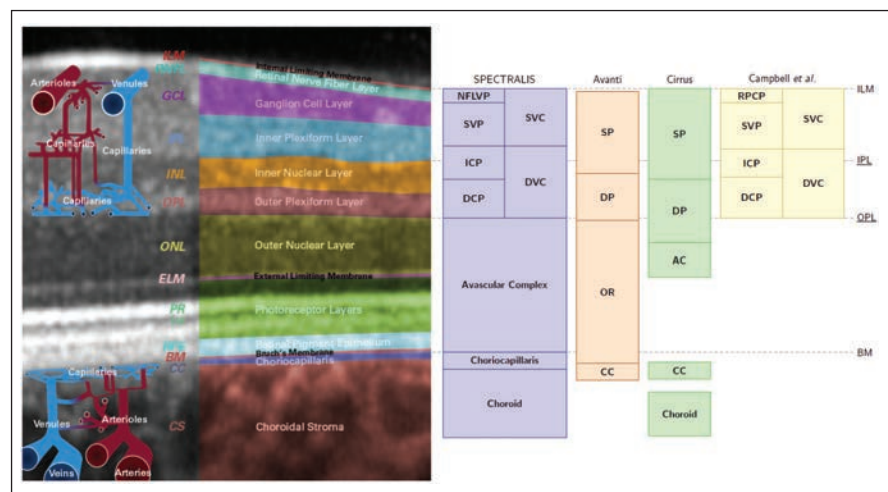 ILM
GCL
INL
OPL
ONL
ELM
PR
BM
CC
CS
Arterioles
Venules
Capillaries
Capillaries
Capillaries
Capillaries
Venules
Arterioles
Veins
Arteries
Internal Limiting Membrane
Retinal Nerve Fiber Layer
Ganglion Cell Layer
Inner Plexiform Layer
Inner Nuclear Layer
Outer Plexiform Layer
Outer Nuclear Layer
External Limiting Membrane
Photoreceptor Layers
Retinal Pigment Epithelium
Bruch's Membrane
Choriocapillaris
Choroidal Stroma
SPECTRALIS
NFLVP
SVP
SVC
ICP
DCP
DVC
Avascular Complex
Choriocapillaris
Choroid
Avanti
SP
DP
OR
CC
Cirrus
SP
DP
AC
CC
Choroid
Campbell et al.
RPCP
SVP
SVC
ICP
DCP
DVC
ILM
IPL
OPL
BM